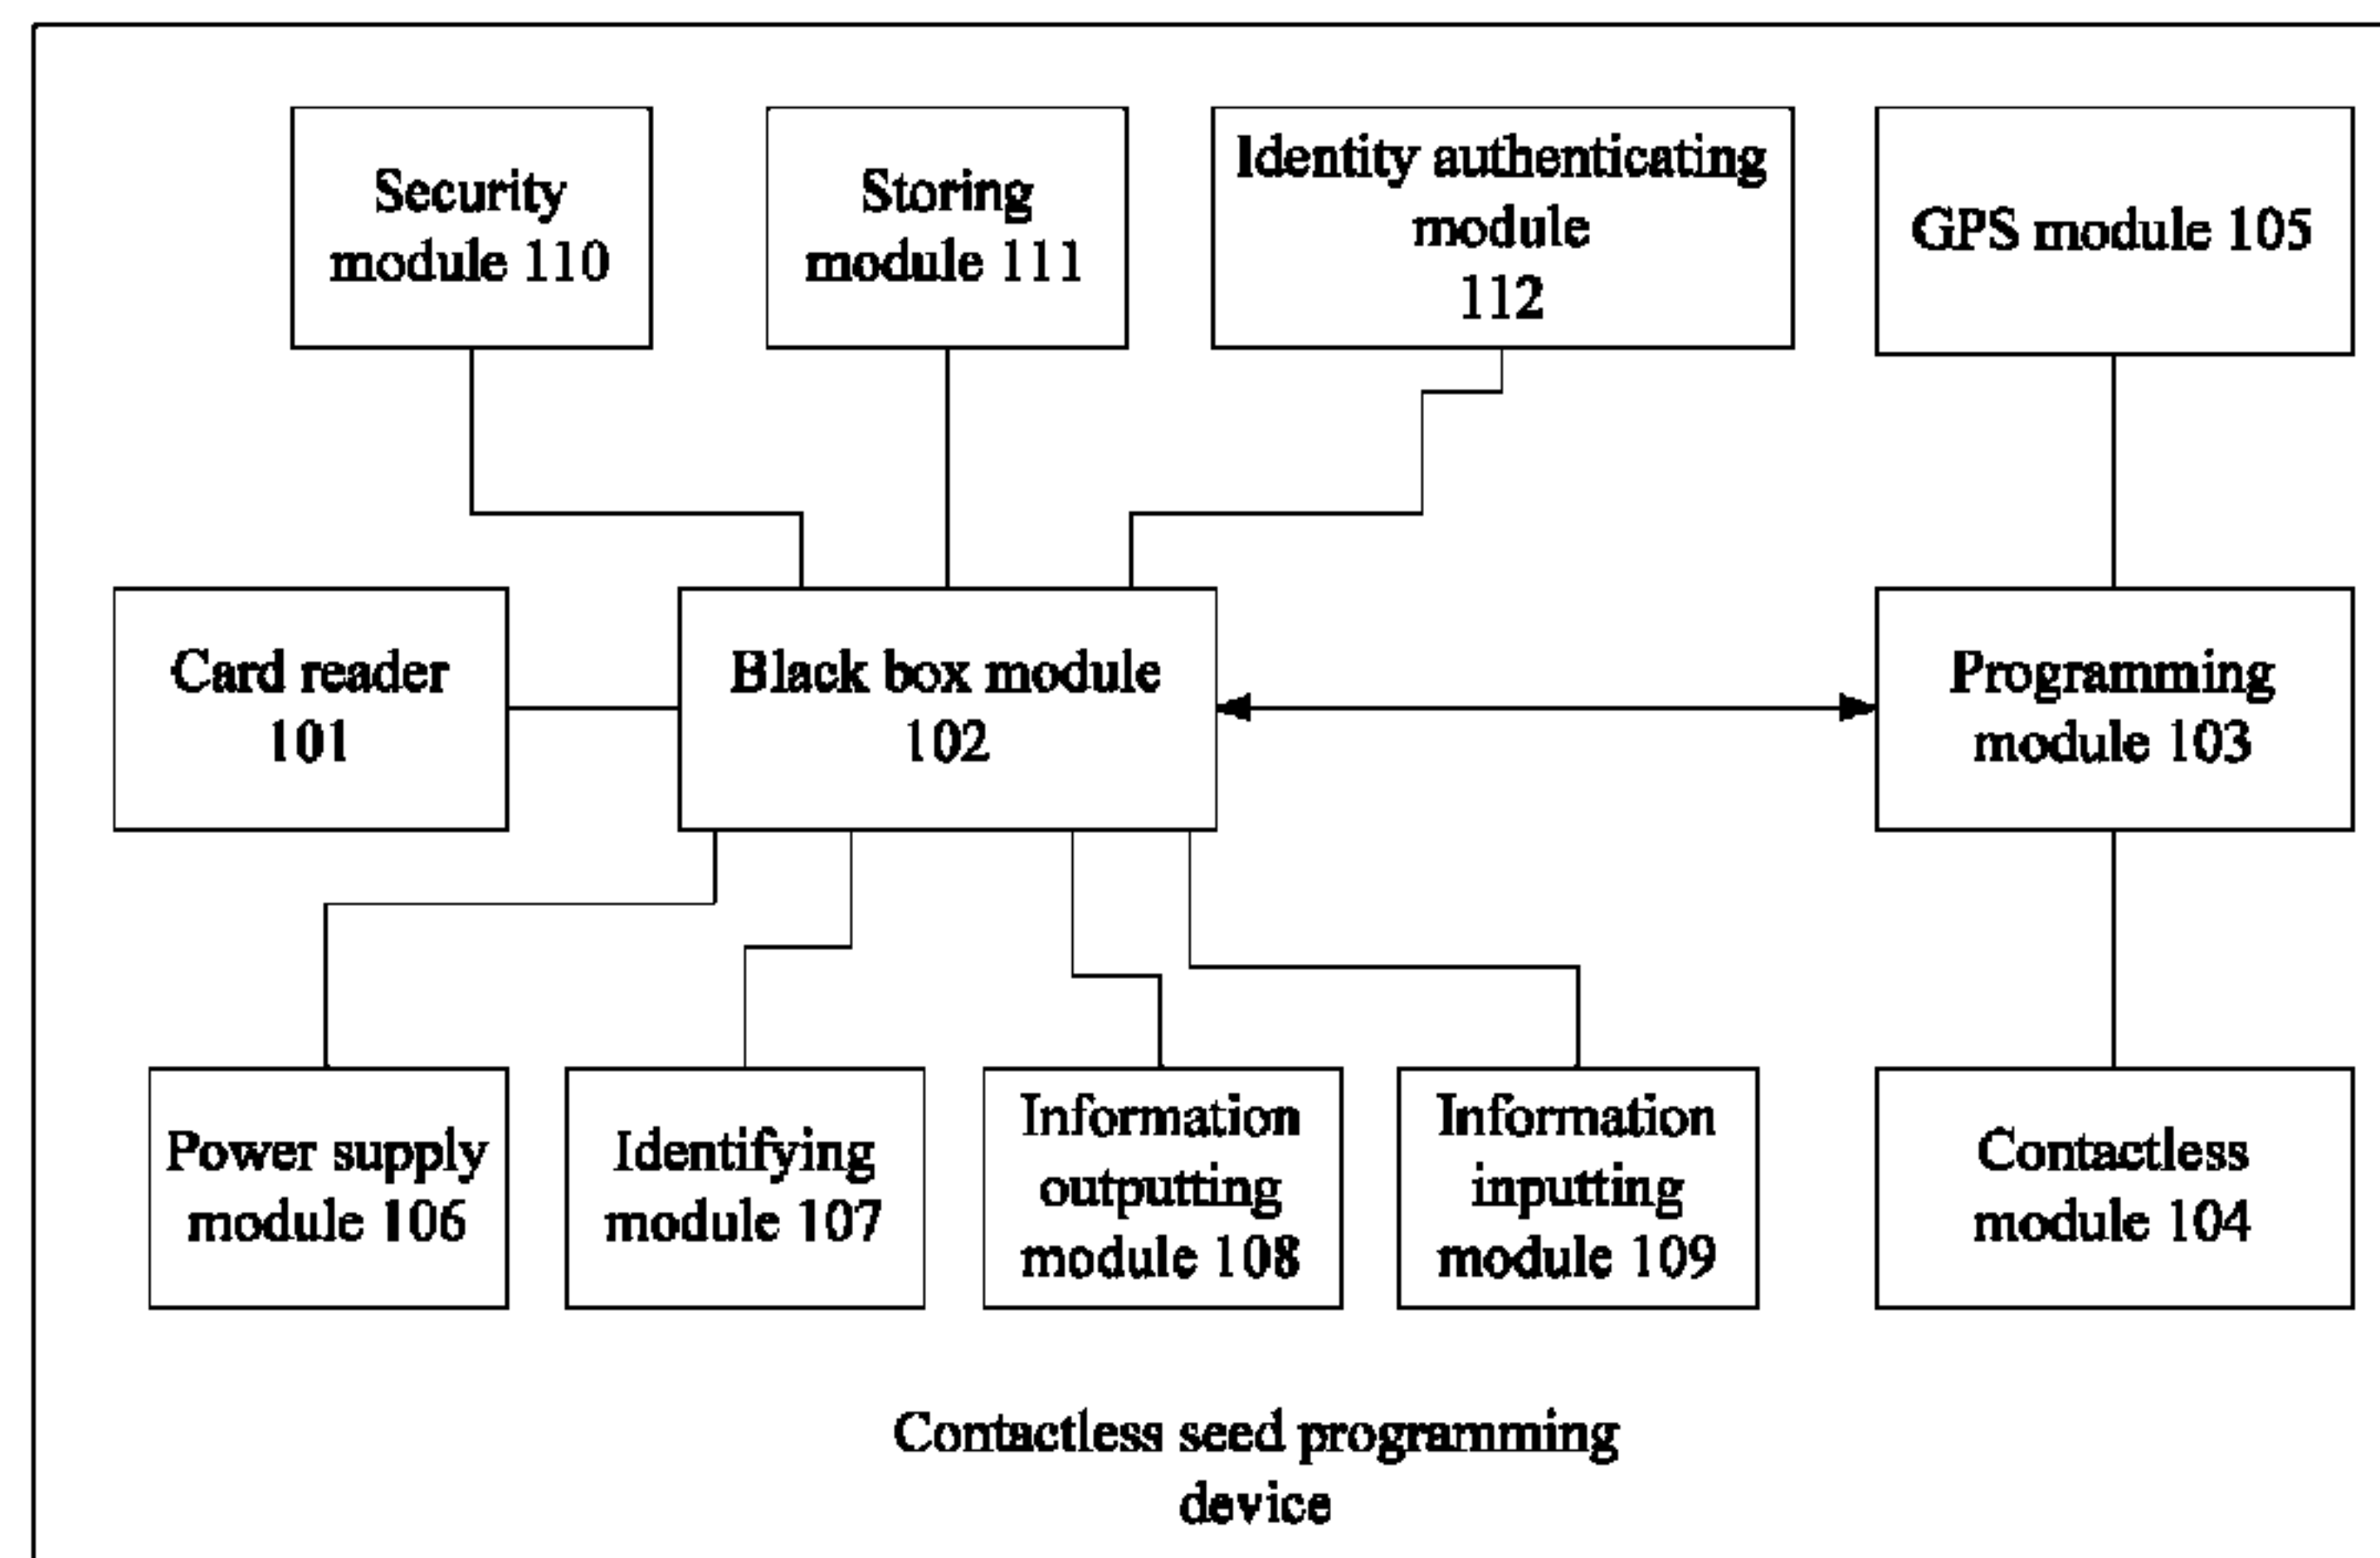 Security
module 110
Storing
module 111
Identity authenticating
module
112
GPS module 105
Card reader
101
Black box module
102
Programming
module 103
Power supply
module 106
Identifying
module 107
Information
outputting
module 108
Information
inputting
module 109
Contactless
module 104
Contactless seed programming
device